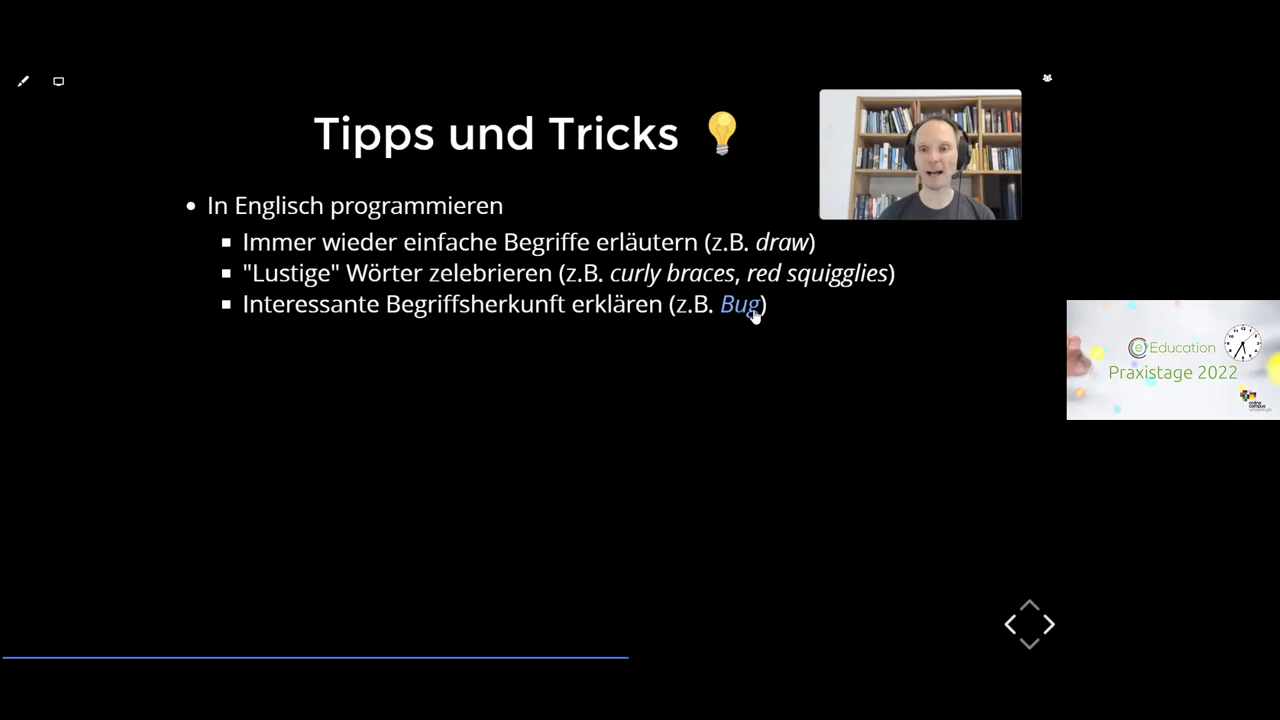 Tipps und Tricks
In Englisch programmieren
Immer wieder einfache Begriffe erläutern (z.B. draw)
"Lustige" Wörter zelebrieren (z.B. curly braces, red squigglies)
Interessante Begriffsherkunft erklären (z.B. Bug)
eEducation
Praxistage 2022